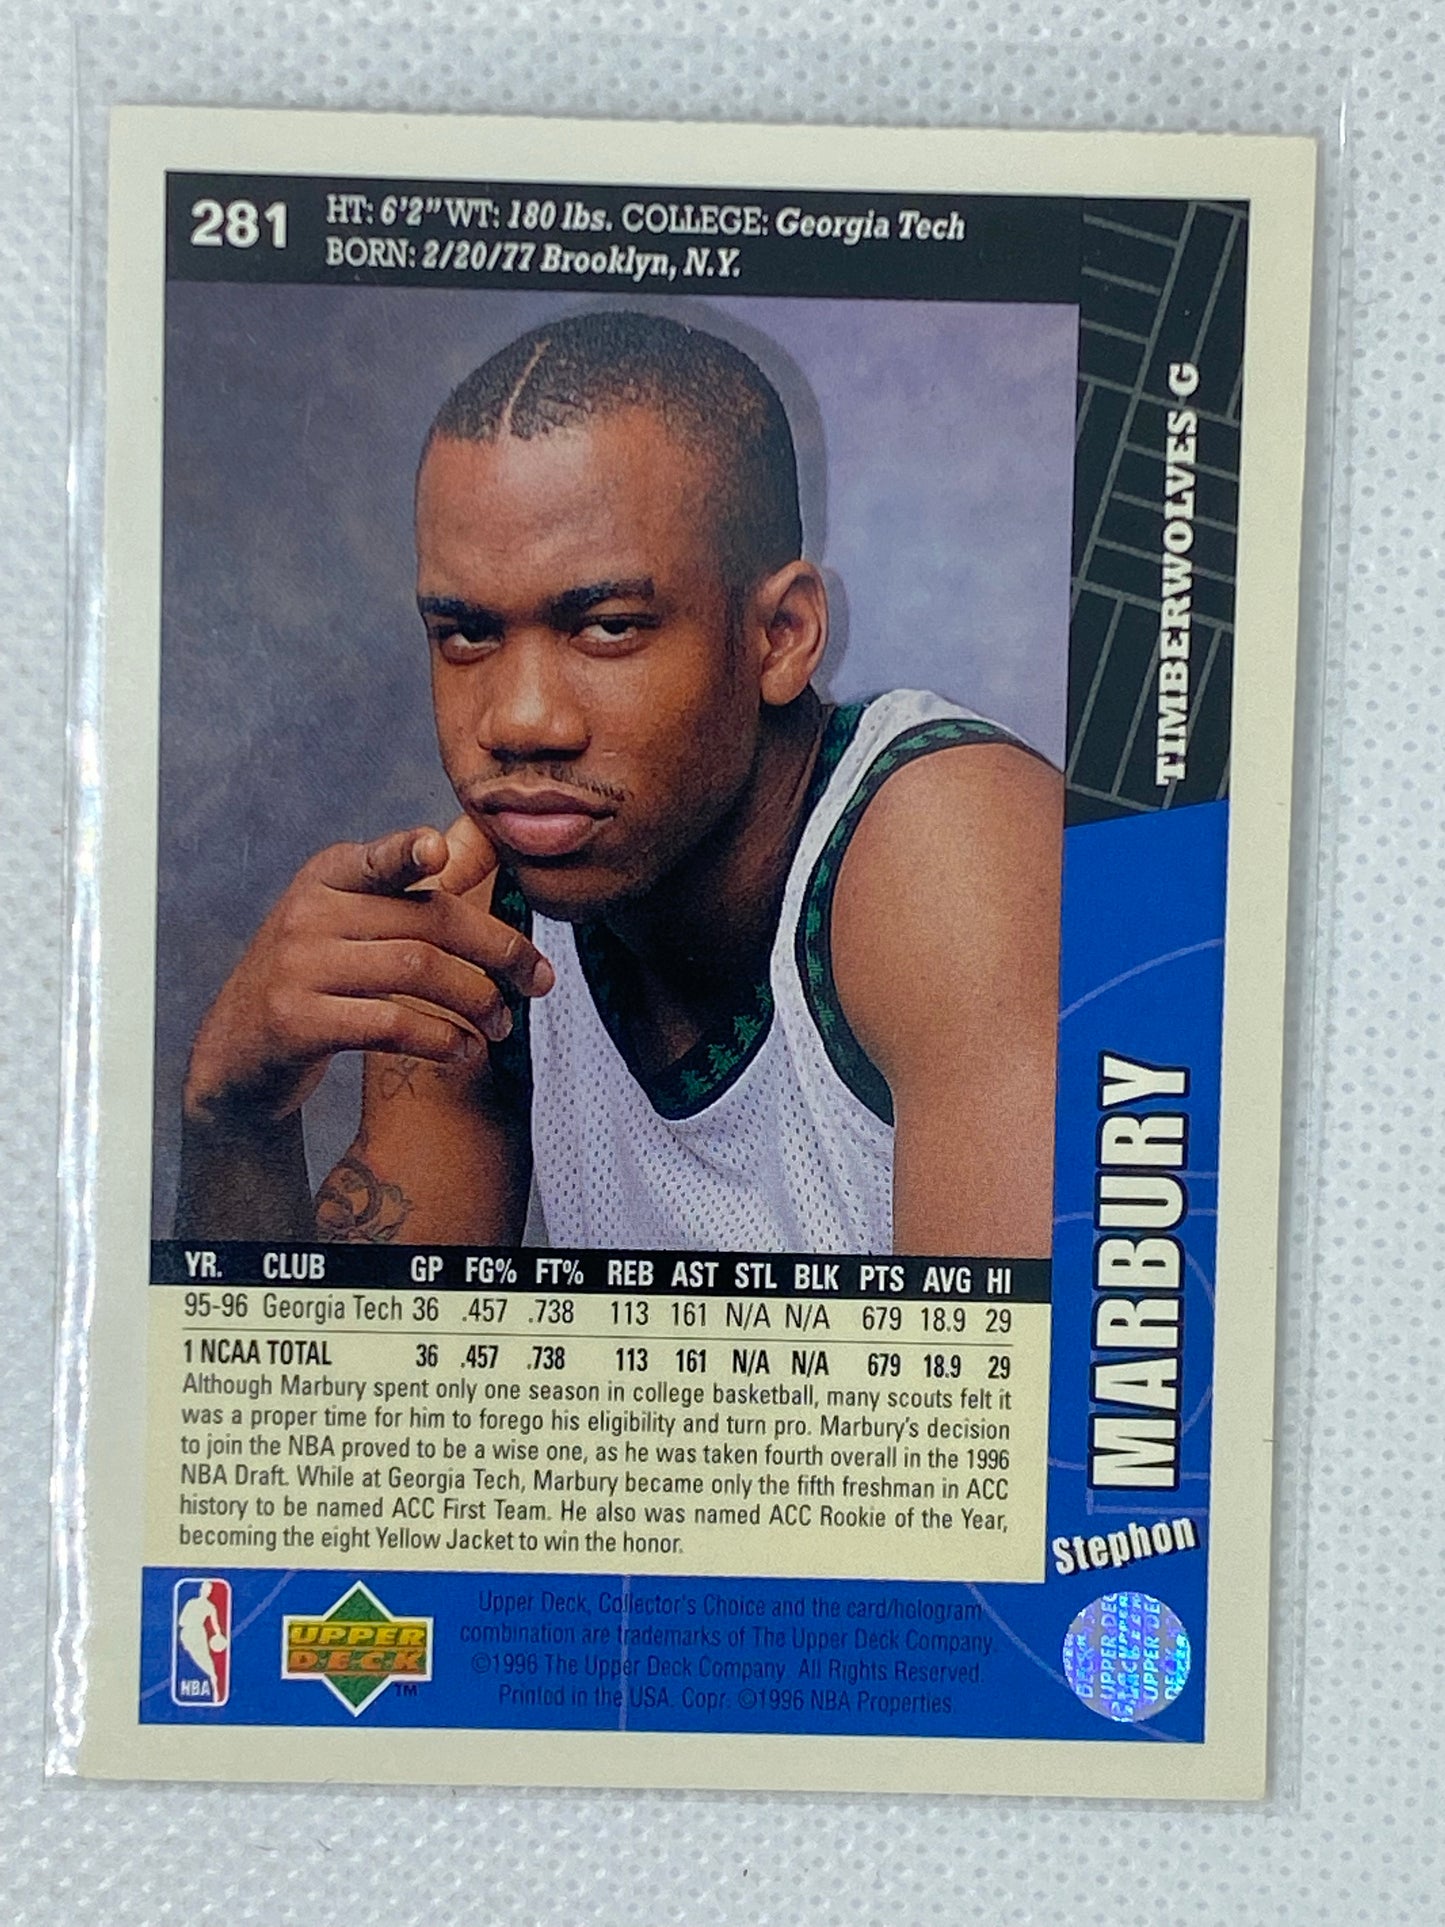 281
HT: 6'2" WT: 180 lbs. COLLEGE: Georgia Tech
BORN: 2/20/77 Brooklyn, N.Y.
TIMBERWOLVES G
Stephon
MARBURY
YR. CLUB GP FG% FT% REB AST STL BLK PTS AVG HI
95-96 Georgia Tech 36 .457 .738 113 161 N/A N/A 679 18.9 29
1 NCAA TOTAL 36 .457 .738 113 161 N/A N/A 679 18.9 29
Although Marbury spent only one season in college basketball, many scouts felt it
was a proper time for him to forego his eligibility and turn pro. Marbury's decision
to join the NBA proved to be a wise one, as he was taken fourth overall in the 1996
NBA Draft. While at Georgia Tech, Marbury became only the fifth freshman in ACC
history to be named ACC First Team. He also was named ACC Rookie of the Year,
becoming the eight Yellow Jacket to win the honor.
NBA
UPPER
DECK
TM
Upper Deck, Collector's Choice and the card/hologram
combination are trademarks of The Upper Deck Company.
©1996 The Upper Deck Company. All Rights Reserved.
Printed in the USA. Copr. ©1996 NBA Properties
UPPER DEC
UPPER DE